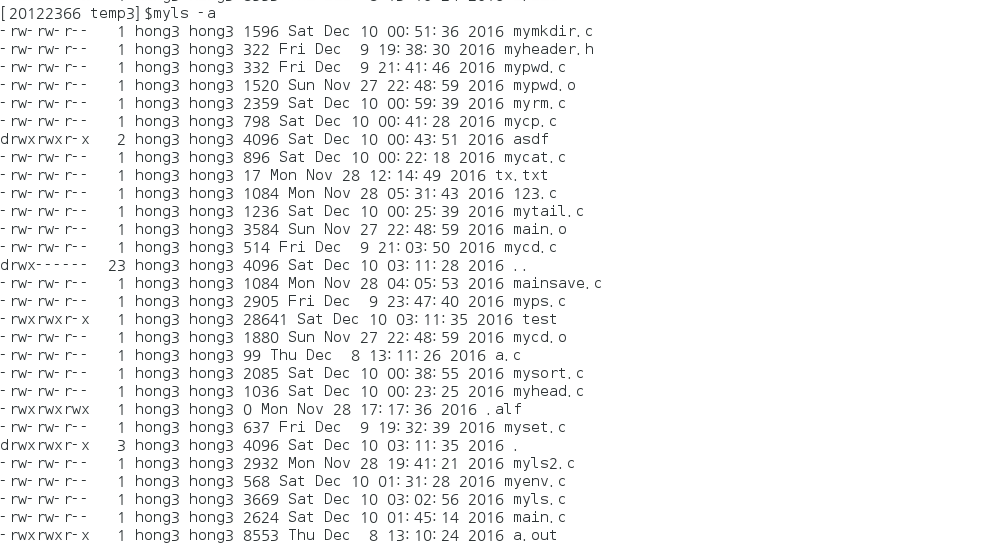 [20122366 temp3]$myls -a
-rw-rw-r-- 1 hong3 hong3 1596 Sat Dec 10 00:51:36 2016 mymkdir.c
-rw-rw-r-- 1 hong3 hong3 322 Fri Dec 9 19:38:30 2016 myheader.h
-rw-rw-r-- 1 hong3 hong3 332 Fri Dec 9 21:41:46 2016 mypwd.c
-rw-rw-r-- 1 hong3 hong3 1520 Sun Nov 27 22:48:59 2016 mypwd.o
-rw-rw-r-- 1 hong3 hong3 2359 Sat Dec 10 00:59:39 2016 myrm.c
-rw-rw-r-- 1 hong3 hong3 798 Sat Dec 10 00:41:28 2016 mycp.c
drwxrwxr-x 2 hong3 hong3 4096 Sat Dec 10 00:43:51 2016 asdf
-rw-rw-r-- 1 hong3 hong3 896 Sat Dec 10 00:22:18 2016 mycat.c
-rw-rw-r-- 1 hong3 hong3 17 Mon Nov 28 12:14:49 2016 tx.txt
-rw-rw-r-- 1 hong3 hong3 1084 Mon Nov 28 05:31:43 2016 123.c
-rw-rw-r-- 1 hong3 hong3 1236 Sat Dec 10 00:25:39 2016 mytail.c
-rw-rw-r-- 1 hong3 hong3 3584 Sun Nov 27 22:48:59 2016 main.o
-rw-rw-r-- 1 hong3 hong3 514 Fri Dec 9 21:03:50 2016 mycd.c
drwx------ 23 hong3 hong3 4096 Sat Dec 10 03:11:28 2016 ..
-rw-rw-r-- 1 hong3 hong3 1084 Mon Nov 28 04:05:53 2016 mainsave.c
-rw-rw-r-- 1 hong3 hong3 2905 Fri Dec 9 23:47:40 2016 myps.c
-rwxrwxr-x 1 hong3 hong3 28641 Sat Dec 10 03:11:35 2016 test
-rw-rw-r-- 1 hong3 hong3 1880 Sun Nov 27 22:48:59 2016 mycd.o
-rw-rw-r-- 1 hong3 hong3 99 Thu Dec 8 13:11:26 2016 a.c
-rw-rw-r-- 1 hong3 hong3 2085 Sat Dec 10 00:38:55 2016 mysort.c
-rw-rw-r-- 1 hong3 hong3 1036 Sat Dec 10 00:23:25 2016 myhead.c
-rwxrwxrwx 1 hong3 hong3 0 Mon Nov 28 17:17:36 2016 .alf
-rw-rw-r-- 1 hong3 hong3 637 Fri Dec 9 19:32:39 2016 myset.c
drwxrwxr-x 3 hong3 hong3 4096 Sat Dec 10 03:11:35 2016 .
-rw-rw-r-- 1 hong3 hong3 2932 Mon Nov 28 19:41:21 2016 myls2.c
-rw-rw-r-- 1 hong3 hong3 568 Sat Dec 10 01:31:28 2016 myenv.c
-rw-rw-r-- 1 hong3 hong3 3669 Sat Dec 10 03:02:56 2016 myls.c
-rw-rw-r-- 1 hong3 hong3 2624 Sat Dec 10 01:45:14 2016 main.c
-rwxrwxr-x 1 hong3 hong3 8553 Thu Dec 8 13:10:24 2016 a.out